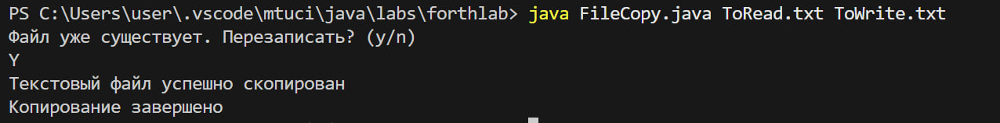 PS C:\Users\user\.vscode\mtuci\java\labs\forthlab> java FileCopy.java ToRead.txt ToWrite.txt
Файл уже существует. Перезаписать? (y/n)
Y
Текстовый файл успешно скопирован
Копирование завершено